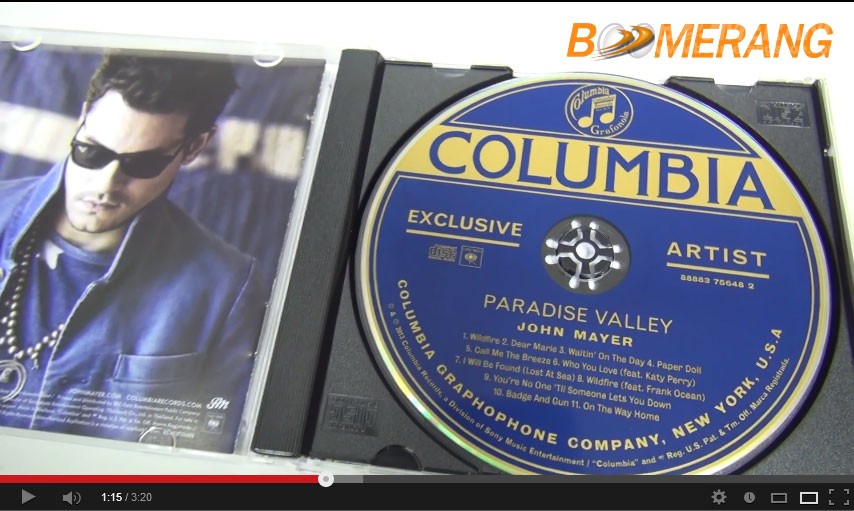 BOOMERANG
Columbia
Grafonola
COLUMBIA
EXCLUSIVE
ARTIST
88883 75648 2
PARADISE VALLEY
JOHN MAYER
1. Wildfire 2. Dear Marie 3. Waitin' On The Day 4. Paper Doll
5. Call Me The Breeze 6. Who You Love (feat. Katy Perry)
7. I Will Be Found (Lost At Sea) 8. Wildfire (feat. Frank Ocean)
9. You're No One 'Til Someone Lets You Down
10. Badge And Gun 11. On The Way Home
COLUMBIA GRAPHOPHONE COMPANY, NEW YORK, U.S.A
& ℗ 2013 Columbia Records, a Division of Sony Music Entertainment / "Columbia" and Reg. U.S. Pat. & Tm. Off. Marca Registrada.
JOHNMAYER.COM COLUMBIARECORDS.COM
1:15 / 3:20